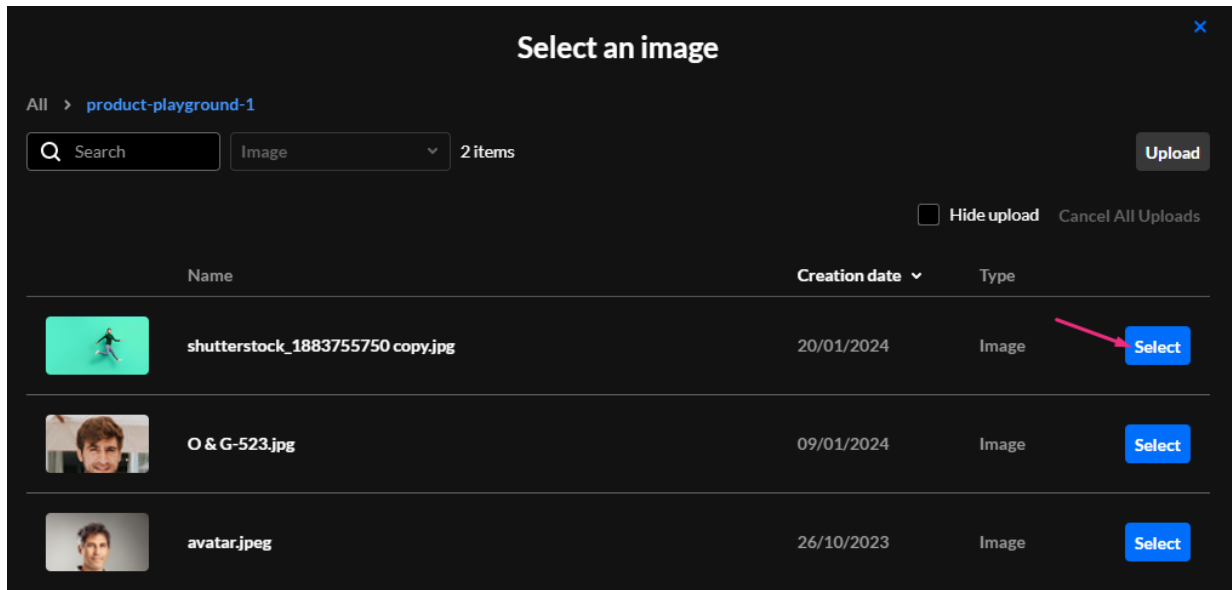 Select an image
All > product-playground-1
Search Image 2 items Upload
Hide upload Cancel All Uploads
Name Creation date Type
shutterstock_1883755750 copy.jpg 20/01/2024 Image Select
O & G-523.jpg 09/01/2024 Image Select
avatar.jpeg 26/10/2023 Image Select